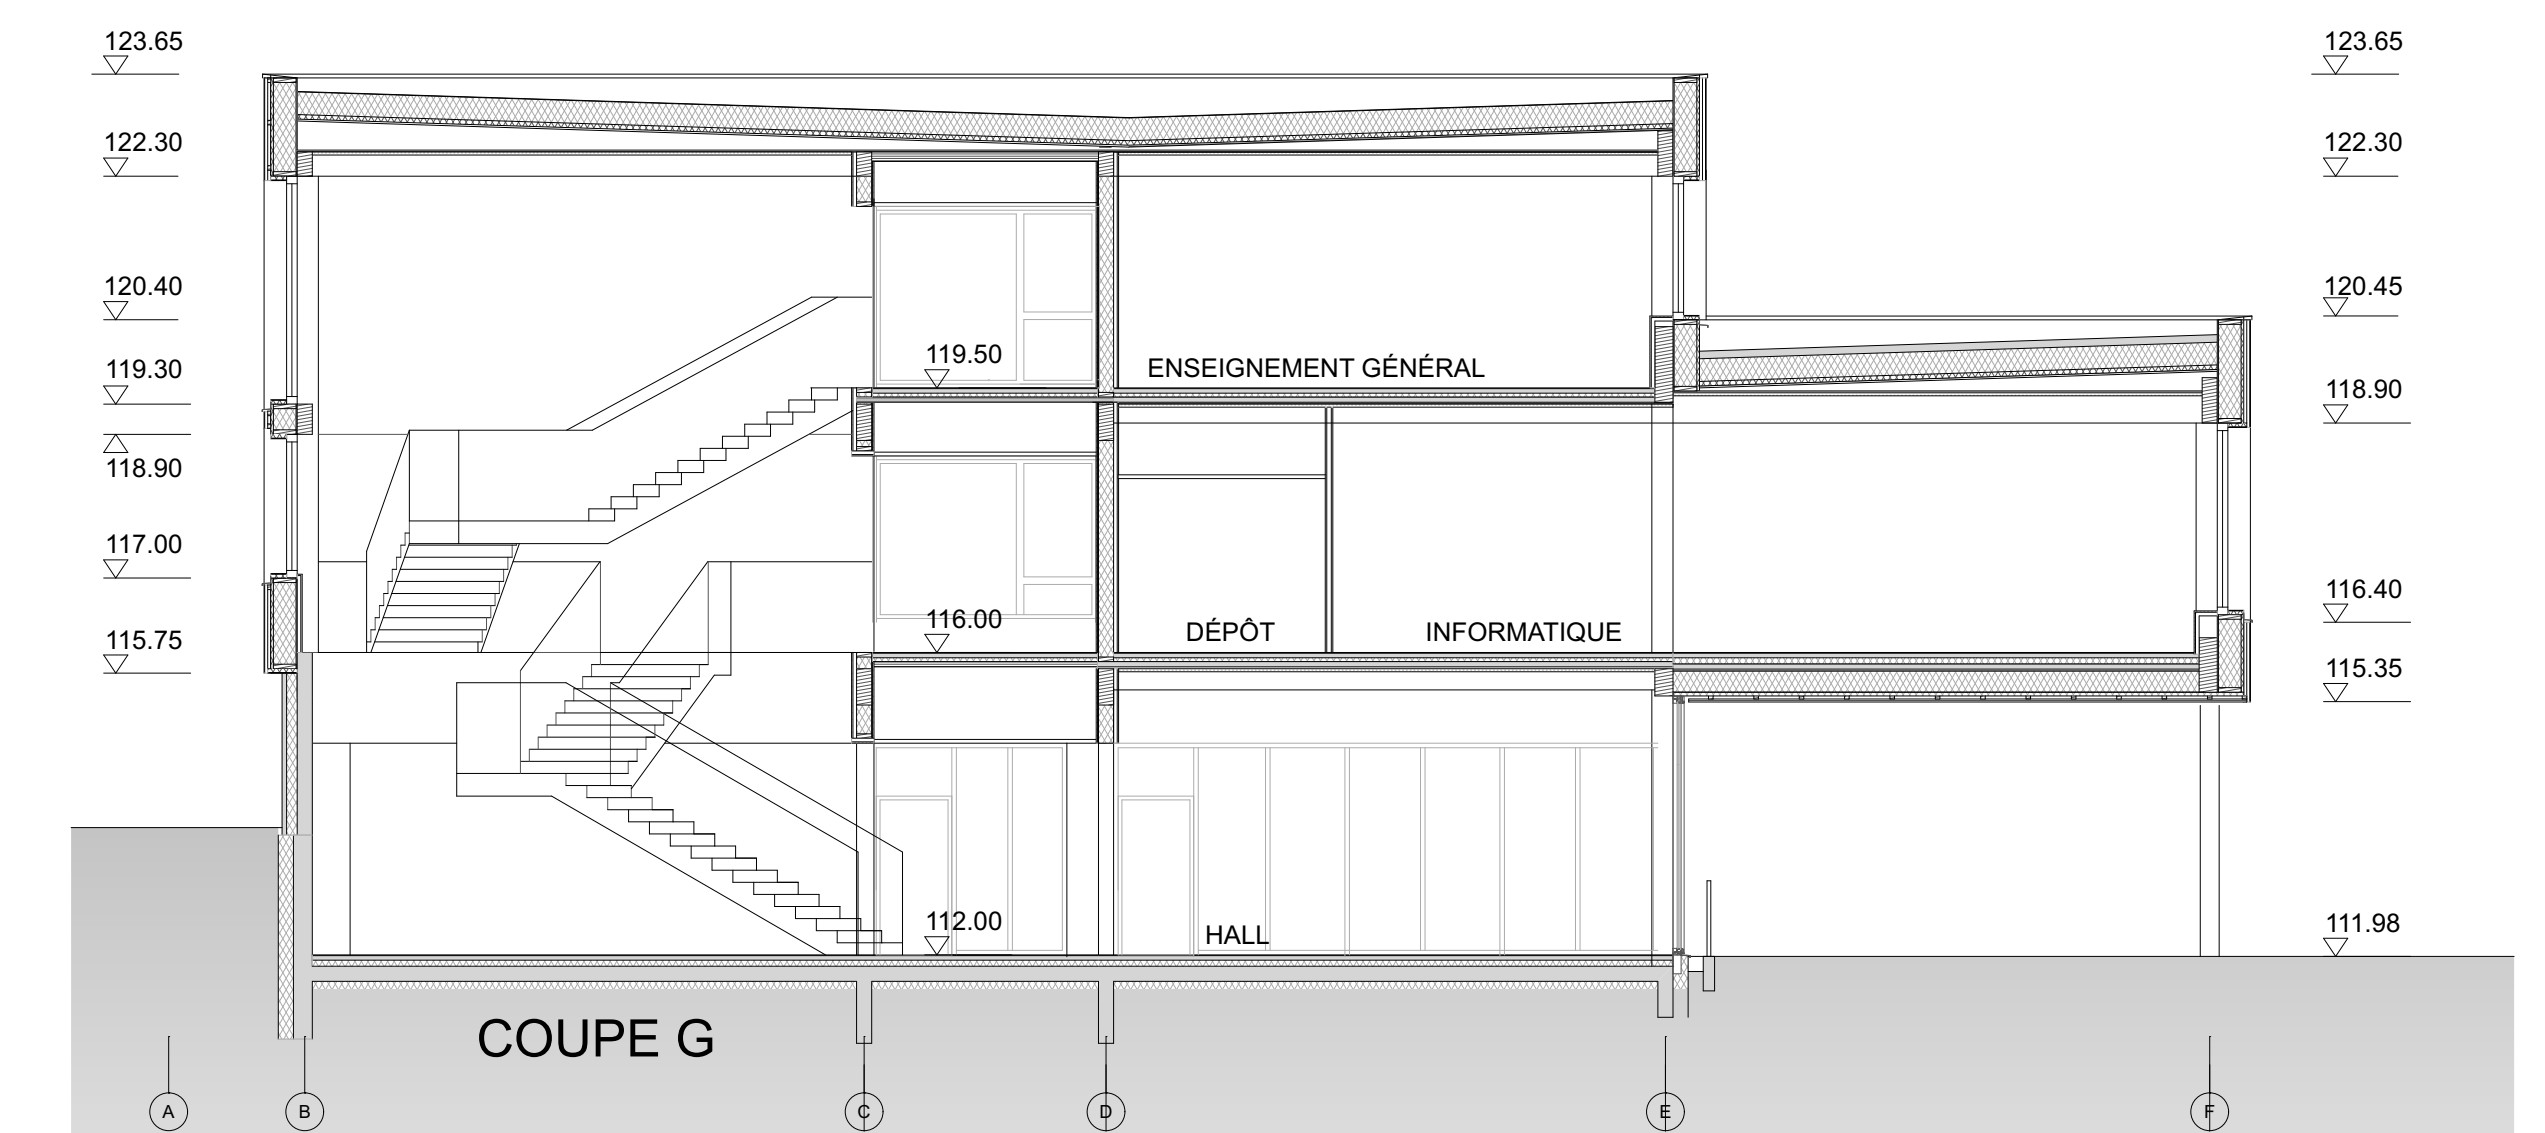 123.65
123.65
122.30
122.30
120.40
120.45
119.50
ENSEIGNEMENT GÉNÉRAL
119.30
118.90
118.90
117.00
116.40
116.00
DÉPÔT
INFORMATIQUE
115.75
115.35
112.00
HALL
111.98
COUPE G
A
B
C
D
E
F